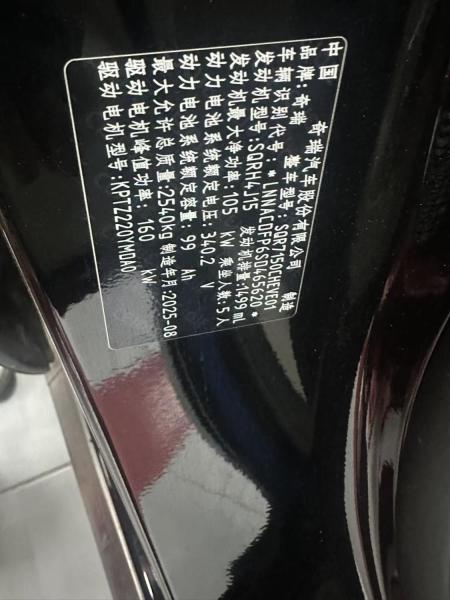 中国 奇瑞汽车股份有限公司 制造
品牌:奇瑞 整车型号:SQR7150LHEVE01
车辆识别代号:*LNNACDFP6SD465620*
发动机型号:SQRH4J15 发动机排量:1499mL
发动机最大净功率:105 kW 乘坐人数:5人
动力电池系统额定电压:340.2 V
动力电池系统额定容量:99 Ah
最大允许总质量:2540kg 制造年月:2025-08
驱动电机峰值功率:160 kW
驱动电机型号:KPTZ220YMDA0